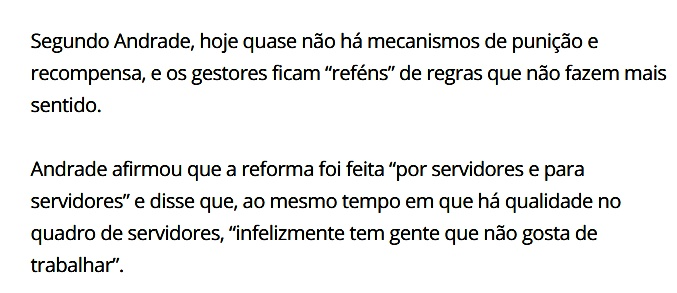 Segundo Andrade, hoje quase não há mecanismos de punição e
recompensa, e os gestores ficam “reféns” de regras que não fazem mais
sentido.
Andrade afirmou que a reforma foi feita “por servidores e para
servidores” e disse que, ao mesmo tempo em que há qualidade no
quadro de servidores, “infelizmente tem gente que não gosta de
trabalhar”.